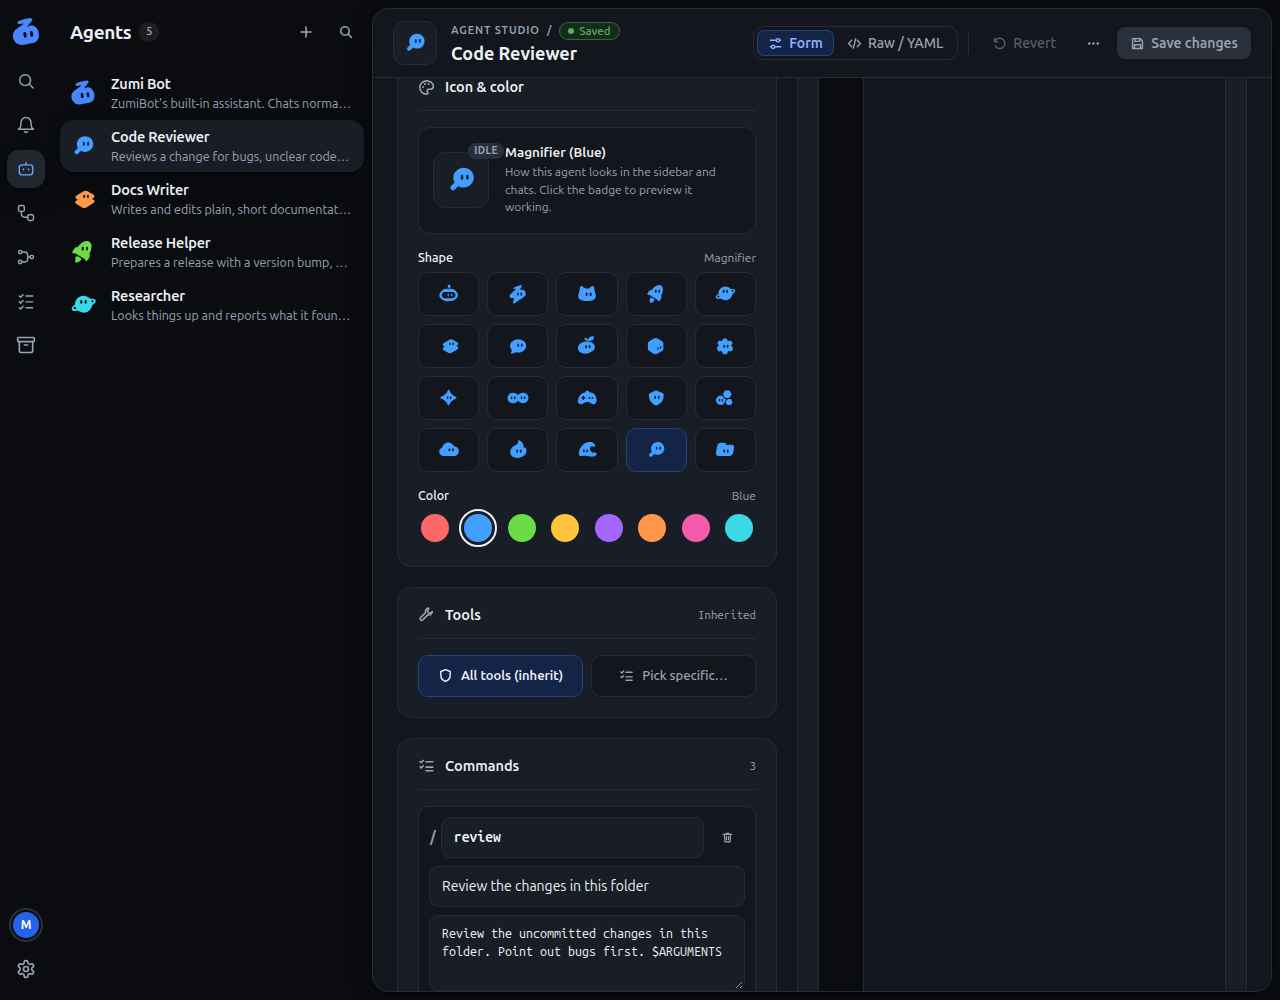 Agents 5
Zumi Bot
ZumiBot's built-in assistant. Chats norma…
Code Reviewer
Reviews a change for bugs, unclear code…
Docs Writer
Writes and edits plain, short documentat…
Release Helper
Prepares a release with a version bump, …
Researcher
Looks things up and reports what it foun…
M
AGENT STUDIO / Saved
Code Reviewer
Form
Raw / YAML
Revert
Save changes
Icon & color
IDLE
Magnifier (Blue)
How this agent looks in the sidebar and
chats. Click the badge to preview it
working.
Shape Magnifier
Color Blue
Tools Inherited
All tools (inherit)
Pick specific…
Commands 3
/ review
Review the changes in this folder
Review the uncommitted changes in this
folder. Point out bugs first. $ARGUMENTS